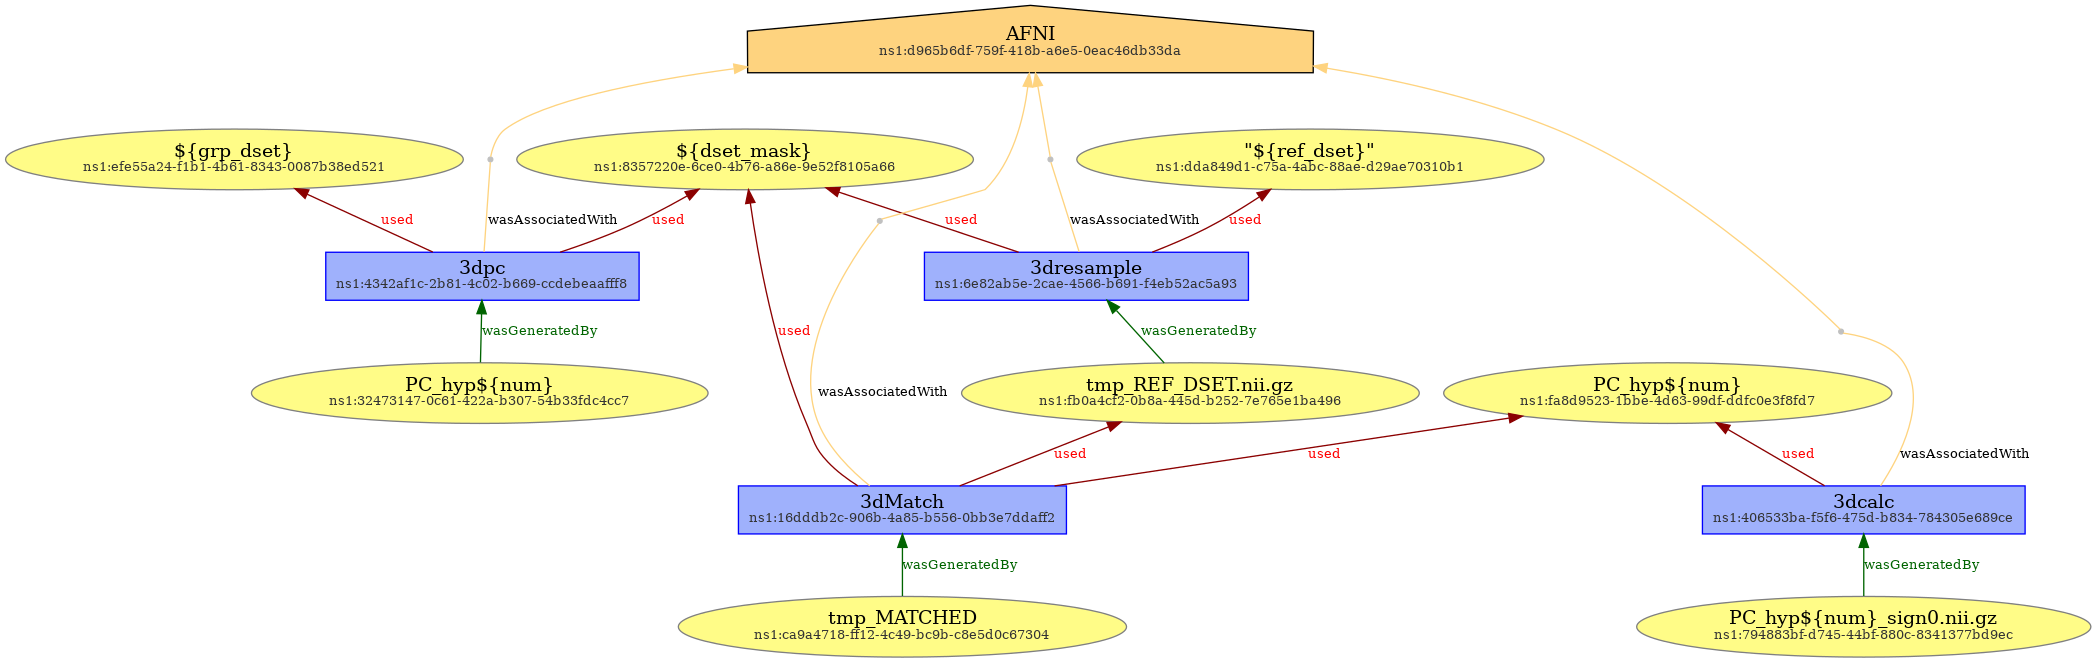 AFNI
ns1:d965b6df-759f-418b-a6e5-0eac46db33da
${grp_dset}
ns1:efe55a24-f1b1-4b61-8343-0087b38ed521
${dset_mask}
ns1:8357220e-6ce0-4b76-a86e-9e52f8105a66
"${ref_dset}"
ns1:dda849d1-c75a-4abc-88ae-d29ae70310b1
used
wasAssociatedWith
used
used
wasAssociatedWith
used
3dpc
ns1:4342af1c-2b81-4c02-b669-ccdebeaafff8
3dresample
ns1:6e82ab5e-2cae-4566-b691-f4eb52ac5a93
wasGeneratedBy
used
wasGeneratedBy
PC_hyp${num}
ns1:32473147-0c61-422a-b307-54b33fdc4cc7
wasAssociatedWith
tmp_REF_DSET.nii.gz
ns1:fb0a4cf2-0b8a-445d-b252-7e765e1ba496
PC_hyp${num}
ns1:fa8d9523-1bbe-4d63-99df-ddfc0e3f8fd7
used
used
used
wasAssociatedWith
3dMatch
ns1:16dddb2c-906b-4a85-b556-0bb3e7ddaff2
3dcalc
ns1:406533ba-f5f6-475d-b834-784305e689ce
wasGeneratedBy
wasGeneratedBy
tmp_MATCHED
ns1:ca9a4718-ff12-4c49-bc9b-c8e5d0c67304
PC_hyp${num}_sign0.nii.gz
ns1:794883bf-d745-44bf-880c-8341377bd9ec